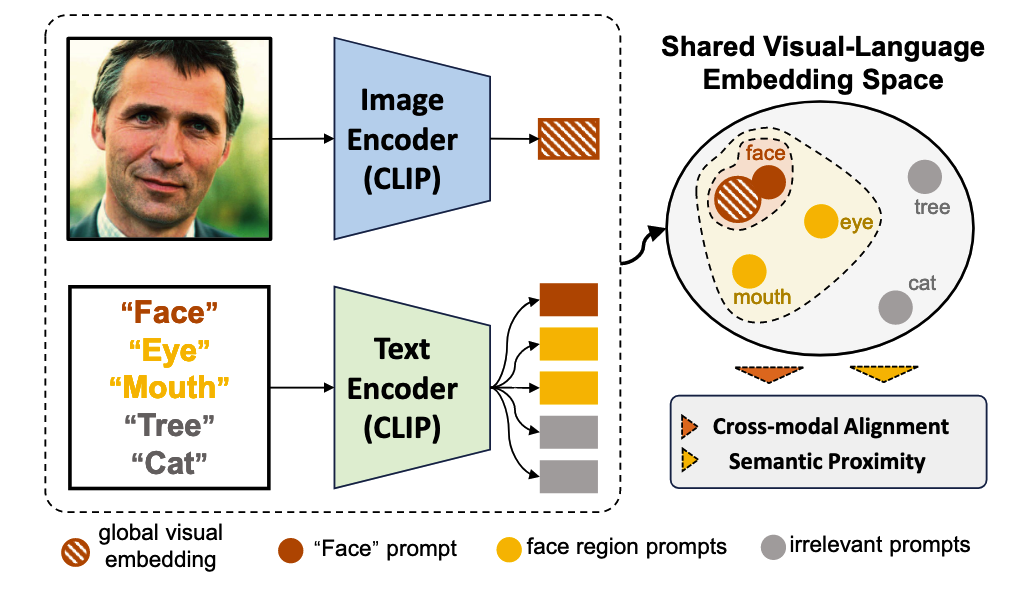 Image
Encoder
(CLIP)
“Face”
“Eye”
“Mouth”
“Tree”
“Cat”
Text
Encoder
(CLIP)
Shared Visual-Language
Embedding Space
face
tree
eye
mouth
cat
Cross-modal Alignment
Semantic Proximity
global visual
embedding
“Face” prompt
face region prompts
irrelevant prompts